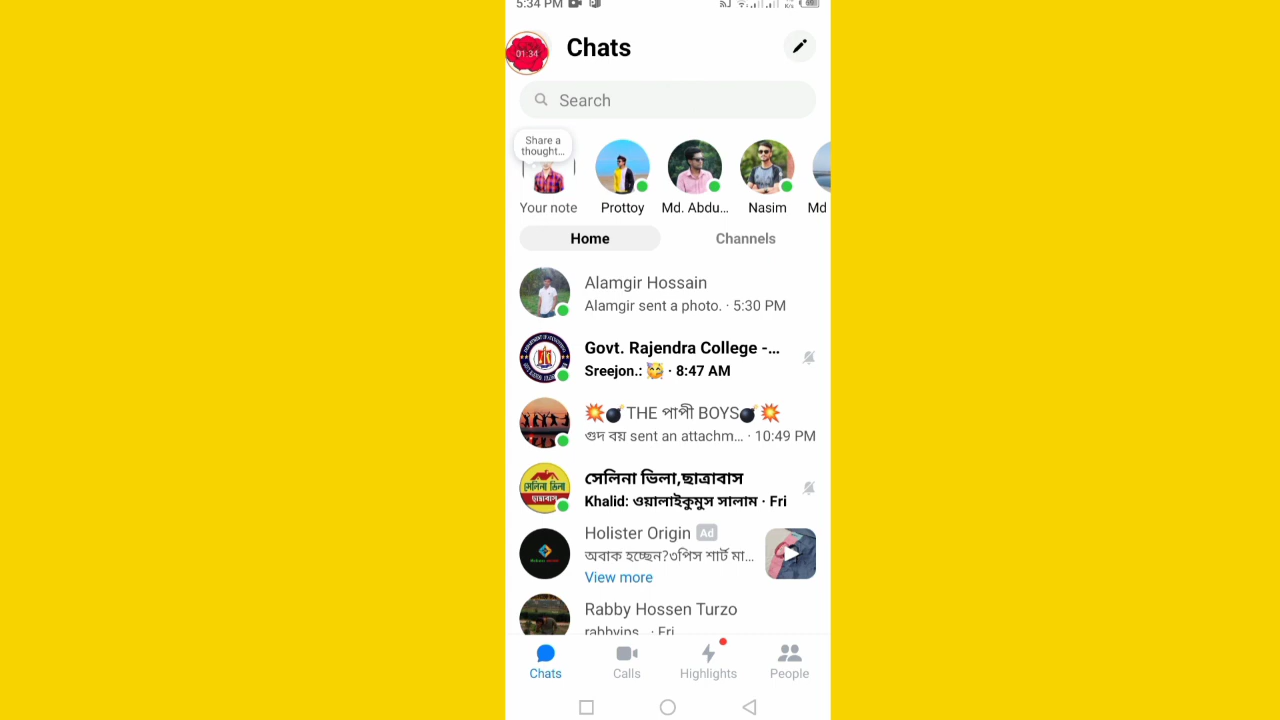 5:34 PM
01:34
Chats
Search
Share a
thought...
Your note
Prottoy
Md. Abdu...
Nasim
Md
Home
Channels
Alamgir Hossain
Alamgir sent a photo. · 5:30 PM
Govt. Rajendra College -...
Sreejon.: 🥳 · 8:47 AM
💥💣THE পাপী BOYS💣💥
গুদ বয় sent an attachm... · 10:49 PM
সেলিনা ভিলা,ছাত্রাবাস
Khalid: ওয়ালাইকুমুস সালাম · Fri
সেলিনা ভিলা
ছাত্রাবাস
Holister Origin Ad
অবাক হচ্ছেন?৩পিস শার্ট মা...
View more
Rabby Hossen Turzo
rabbyins... · Fri
Chats
Calls
Highlights
People